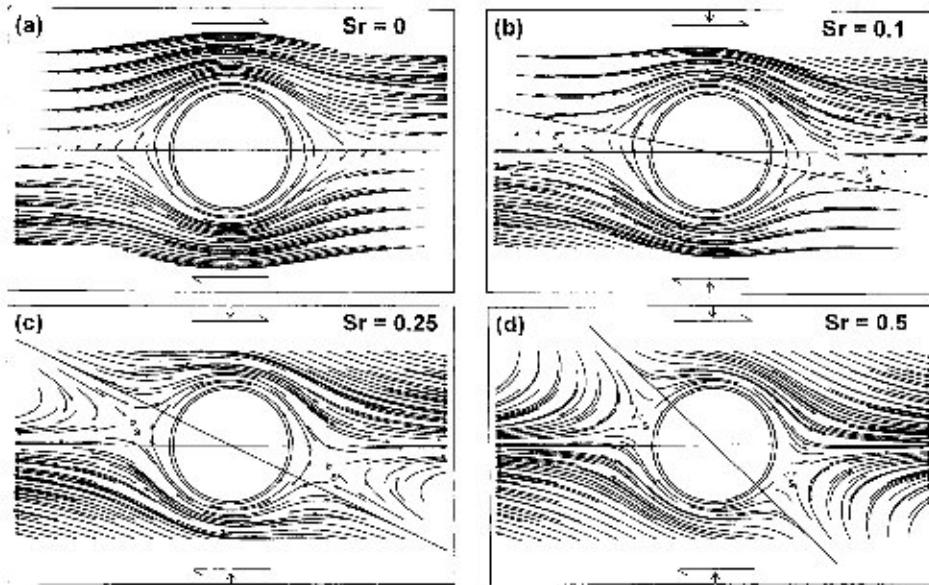 (a) Sr = 0
(b) Sr = 0.1
(c) Sr = 0.25
(d) Sr = 0.5